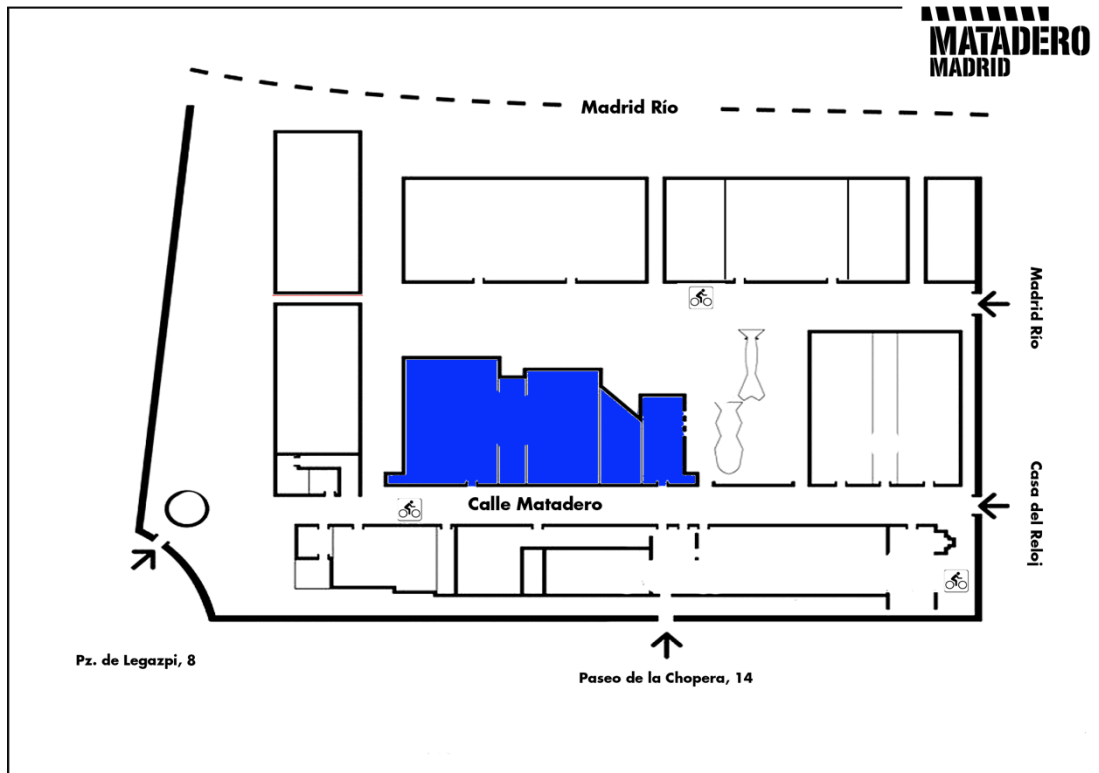 MATADERO
MADRID
Madrid Río
Madrid Río
Calle Matadero
Casa del Reloj
Pz. de Legazpi, 8
Paseo de la Chopera, 14